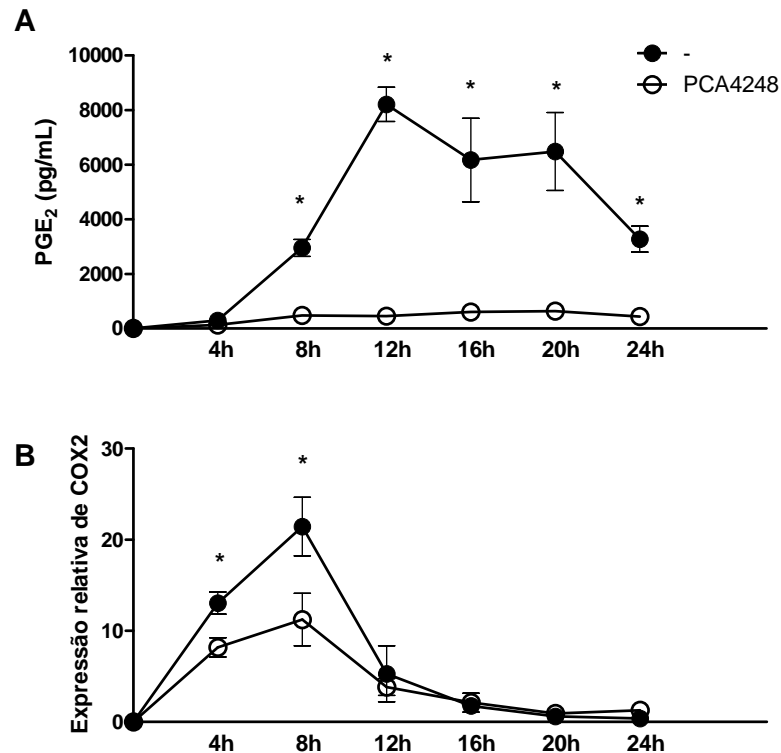 A
-
PCA4248
PGE2 (pg/mL)
10000
8000
6000
4000
2000
0
* * * * *
4h 8h 12h 16h 20h 24h
B
Expressão relativa de COX2
30
20
10
0
* *
4h 8h 12h 16h 20h 24h